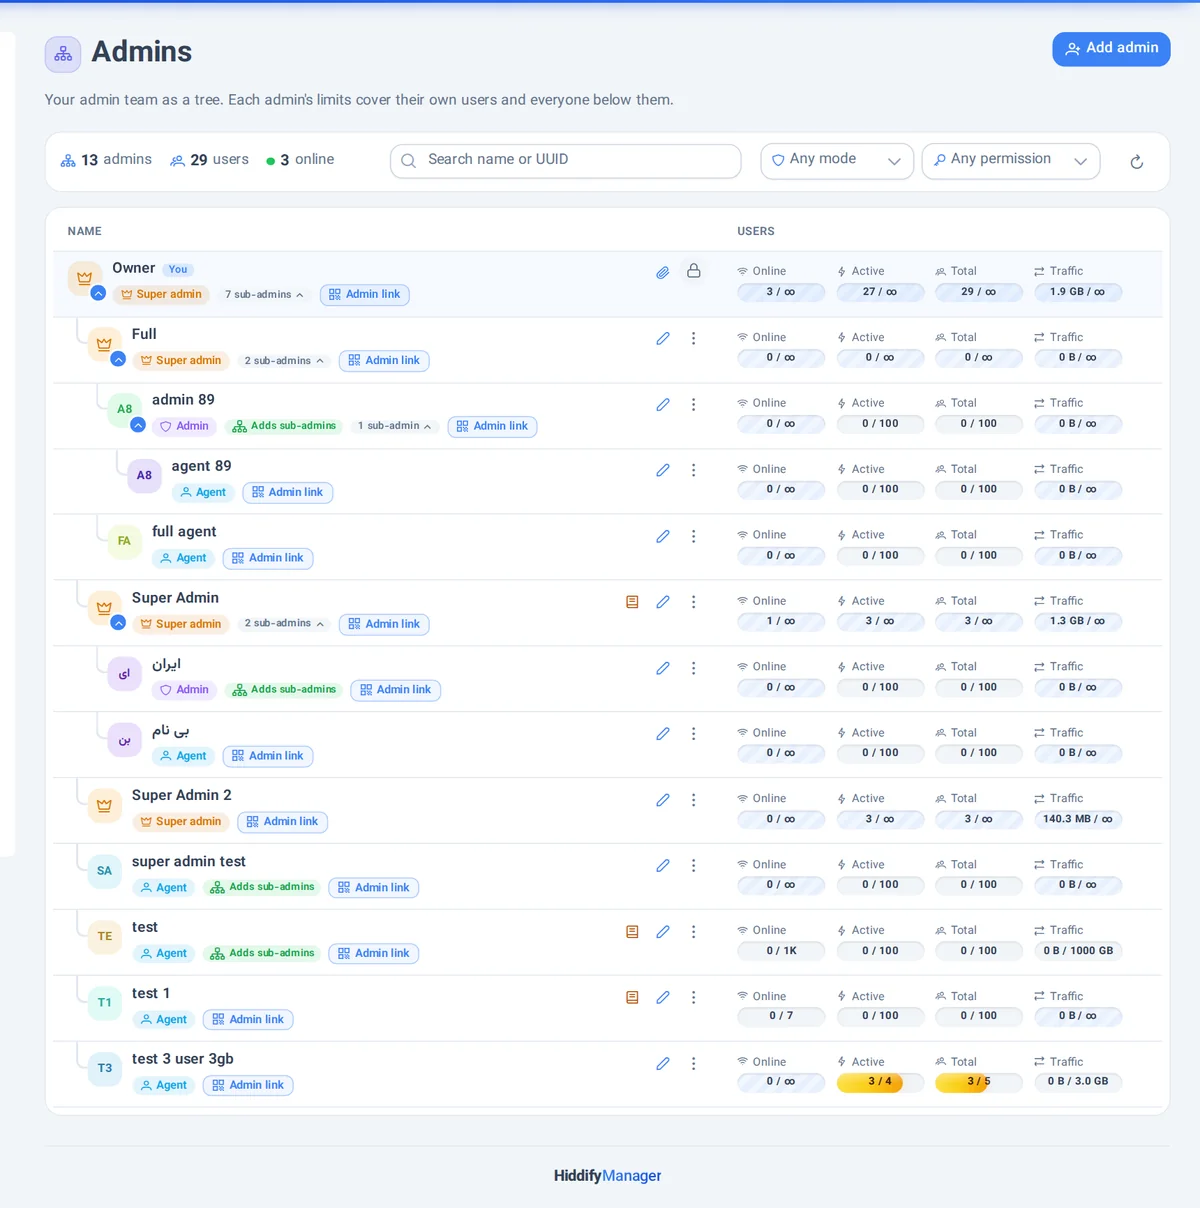 Admins
Add admin
Your admin team as a tree. Each admin's limits cover their own users and everyone below them.
13 admins 29 users 3 online Search name or UUID Any mode Any permission
NAME USERS
Owner You
Super admin 7 sub-admins Admin link
Online Active Total Traffic
3 / ∞ 27 / ∞ 29 / ∞ 1.9 GB / ∞
Full
Super admin 2 sub-admins Admin link
Online Active Total Traffic
0 / ∞ 0 / ∞ 0 / ∞ 0 B / ∞
A8
admin 89
Admin Adds sub-admins 1 sub-admin Admin link
Online Active Total Traffic
0 / ∞ 0 / 100 0 / 100 0 B / ∞
A8
agent 89
Agent Admin link
Online Active Total Traffic
0 / ∞ 0 / 100 0 / 100 0 B / ∞
FA
full agent
Agent Admin link
Online Active Total Traffic
0 / ∞ 0 / 100 0 / 100 0 B / ∞
Super Admin
Super admin 2 sub-admins Admin link
Online Active Total Traffic
1 / ∞ 3 / ∞ 3 / ∞ 1.3 GB / ∞
ای
ایران
Admin Adds sub-admins Admin link
Online Active Total Traffic
0 / ∞ 0 / 100 0 / 100 0 B / ∞
بن
بی نام
Agent Admin link
Online Active Total Traffic
0 / ∞ 0 / 100 0 / 100 0 B / ∞
Super Admin 2
Super admin Admin link
Online Active Total Traffic
0 / ∞ 3 / ∞ 3 / ∞ 140.3 MB / ∞
SA
super admin test
Agent Adds sub-admins Admin link
Online Active Total Traffic
0 / ∞ 0 / 100 0 / 100 0 B / ∞
TE
test
Agent Adds sub-admins Admin link
Online Active Total Traffic
0 / 1K 0 / 100 0 / 100 0 B / 1000 GB
T1
test 1
Agent Admin link
Online Active Total Traffic
0 / 7 0 / 100 0 / 100 0 B / ∞
T3
test 3 user 3gb
Agent Admin link
Online Active Total Traffic
0 / ∞ 3 / 4 3 / 5 0 B / 3.0 GB
HiddifyManager